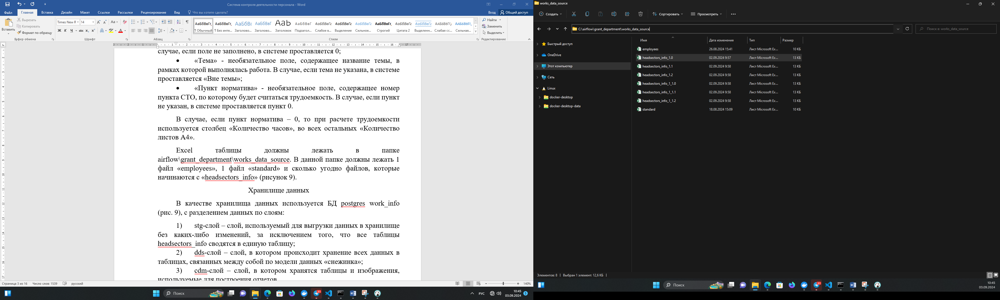 Система контроля деятельности персонала - Word
Файл Главная Вставка Дизайн Макет Ссылки Рассылки Рецензирование Вид Что вы хотите сделать? Вход Общий доступ
Вставить
Вырезать
Копировать
Формат по образцу
Буфер обмена
Times New R 14
Ж К Ч abc x₂ x²
Шрифт
Абзац
АаБбВвГг, АаБбВвГг, АаБбВв АаБбВвГ АаБ АаБбВвГ АаБбВвГг АаБбВвГг АаБбВвГг АаБбВвГг, АаБбВвГг АаБбВвГг АаБбВвГг, АаБбВвГг,
¶ Обычный ¶ Без инте... Заголово... Заголово... Заголовок Подзагол... Слабое в... Выделение Сильное... Строгий Цитата 2 Выделенн... Слабая сс... Сильная...
Стили
Найти
Заменить
Выделить
Редактирование
случае, если поле не заполнено, в системе проставляется 0;
• «Тема» - необязательное поле, содержащее название темы, в
рамках которой выполнялась работа. В случае, если тема не указана, в системе
проставляется «Вне темы»;
• «Пункт норматива» - необязательное поле, содержащее номер
пункта СТО, по которому будет считаться трудоемкость. В случае, если пункт
не указан, в системе проставляется пункт 0.
В случае, если пункт норматива – 0, то при расчете трудоемкости
используется столбец «Количество часов», во всех остальных «Количество
листов А4».
Excel таблицы должны лежать в папке
airflow\grant_department\works_data_source. В данной папке должны лежать 1
файл «employees», 1 файл «standard» и сколько угодно файлов, которые
начинаются с «headsectors_info» (рисунок 9).
Хранилище данных
В качестве хранилища данных используется БД postgres work_info
(рис. 9), с разделением данных по слоям:
1) stg-слой – слой, используемый для выгрузки данных в хранилище
без каких-либо изменений, за исключением того, что все таблицы
headsectors_info сводятся в единую таблицу;
2) dds-слой – слой, в котором происходит хранение всех данных в
таблицах, связанных между собой по модели данных «снежинка»;
3) cdm-слой – слой, в котором хранятся таблицы и изображения,
используемые для построения отчетов
Страница 3 из 16 Число слов: 1539 русский 140%
Поиск
РУС
10:45
03.09.2024
5
works_data_source
Создать Сортировать Просмотреть
C:\airflow\grant_department\works_data_source
Поиск в: works_data_source
Быстрый доступ
OneDrive
Этот компьютер
Сеть
Linux
docker-desktop
docker-desktop-data
Имя Дата изменения Тип Размер
employees 26.08.2024 15:41 Лист Microsoft Ex... 10 КБ
headsectors_info_1.0 02.09.2024 9:57 Лист Microsoft Ex... 13 КБ
headsectors_info_1.1 02.09.2024 9:58 Лист Microsoft Ex... 13 КБ
headsectors_info_1.2 02.09.2024 9:58 Лист Microsoft Ex... 13 КБ
headsectors_info_1_1.0 02.09.2024 9:58 Лист Microsoft Ex... 13 КБ
headsectors_info_1_1.1 02.09.2024 9:58 Лист Microsoft Ex... 13 КБ
headsectors_info_1_1.2 02.09.2024 9:58 Лист Microsoft Ex... 13 КБ
standard 18.08.2024 15:09 Лист Microsoft Ex... 10 КБ
Элементов: 8 Выбран 1 элемент: 12,6 КБ
Поиск
10:45
03.09.2024